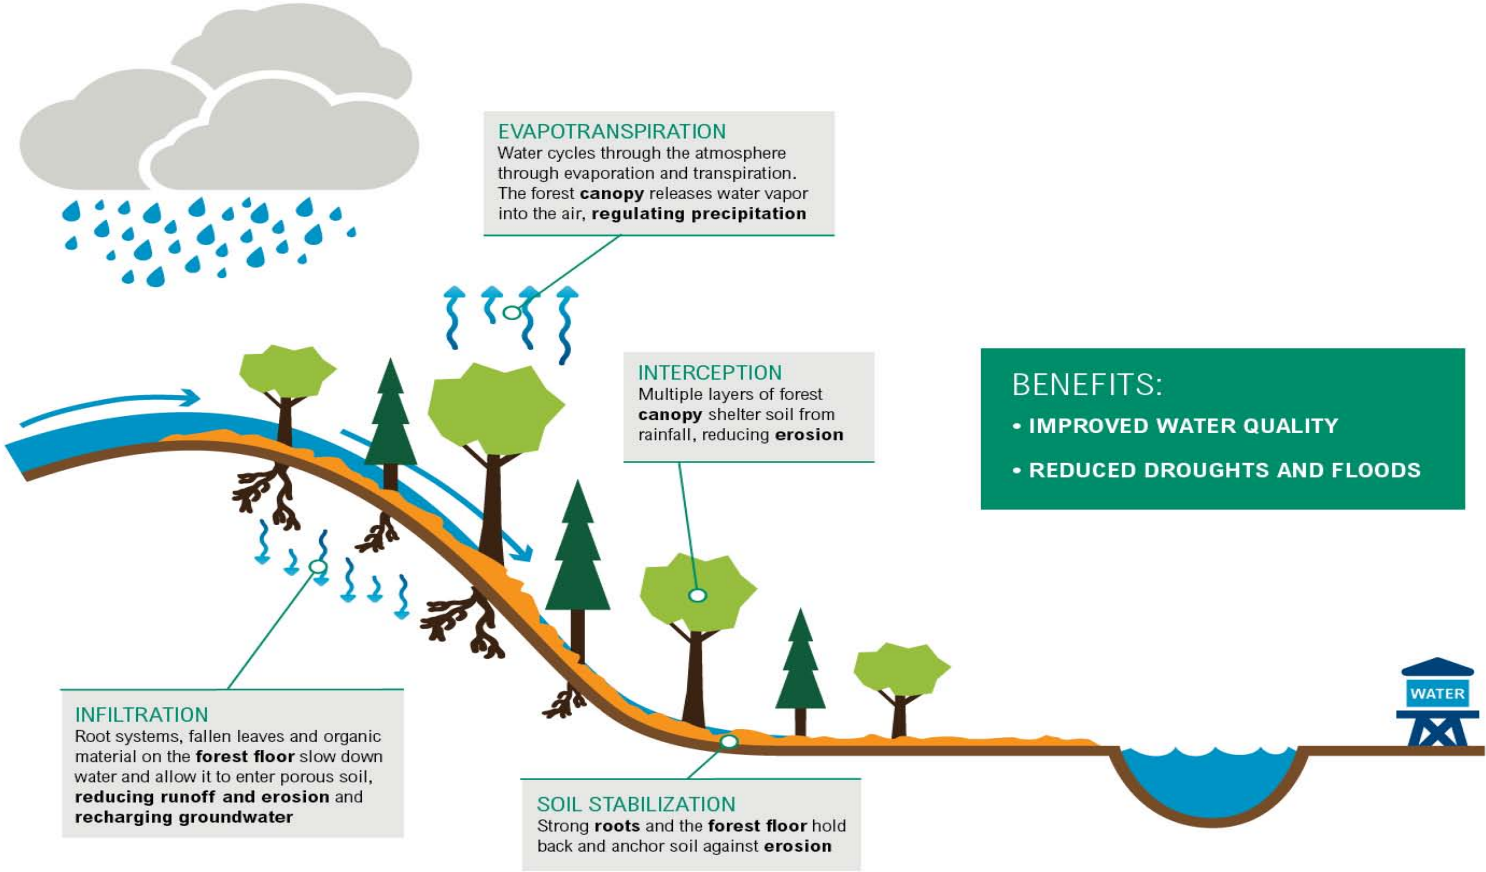 EVAPOTRANSPIRATION
Water cycles through the atmosphere
through evaporation and transpiration.
The forest canopy releases water vapor
into the air, regulating precipitation
INTERCEPTION
Multiple layers of forest
canopy shelter soil from
rainfall, reducing erosion
BENEFITS:
• IMPROVED WATER QUALITY
• REDUCED DROUGHTS AND FLOODS
WATER
INFILTRATION
Root systems, fallen leaves and organic
material on the forest floor slow down
water and allow it to enter porous soil,
reducing runoff and erosion and
recharging groundwater
SOIL STABILIZATION
Strong roots and the forest floor hold
back and anchor soil against erosion